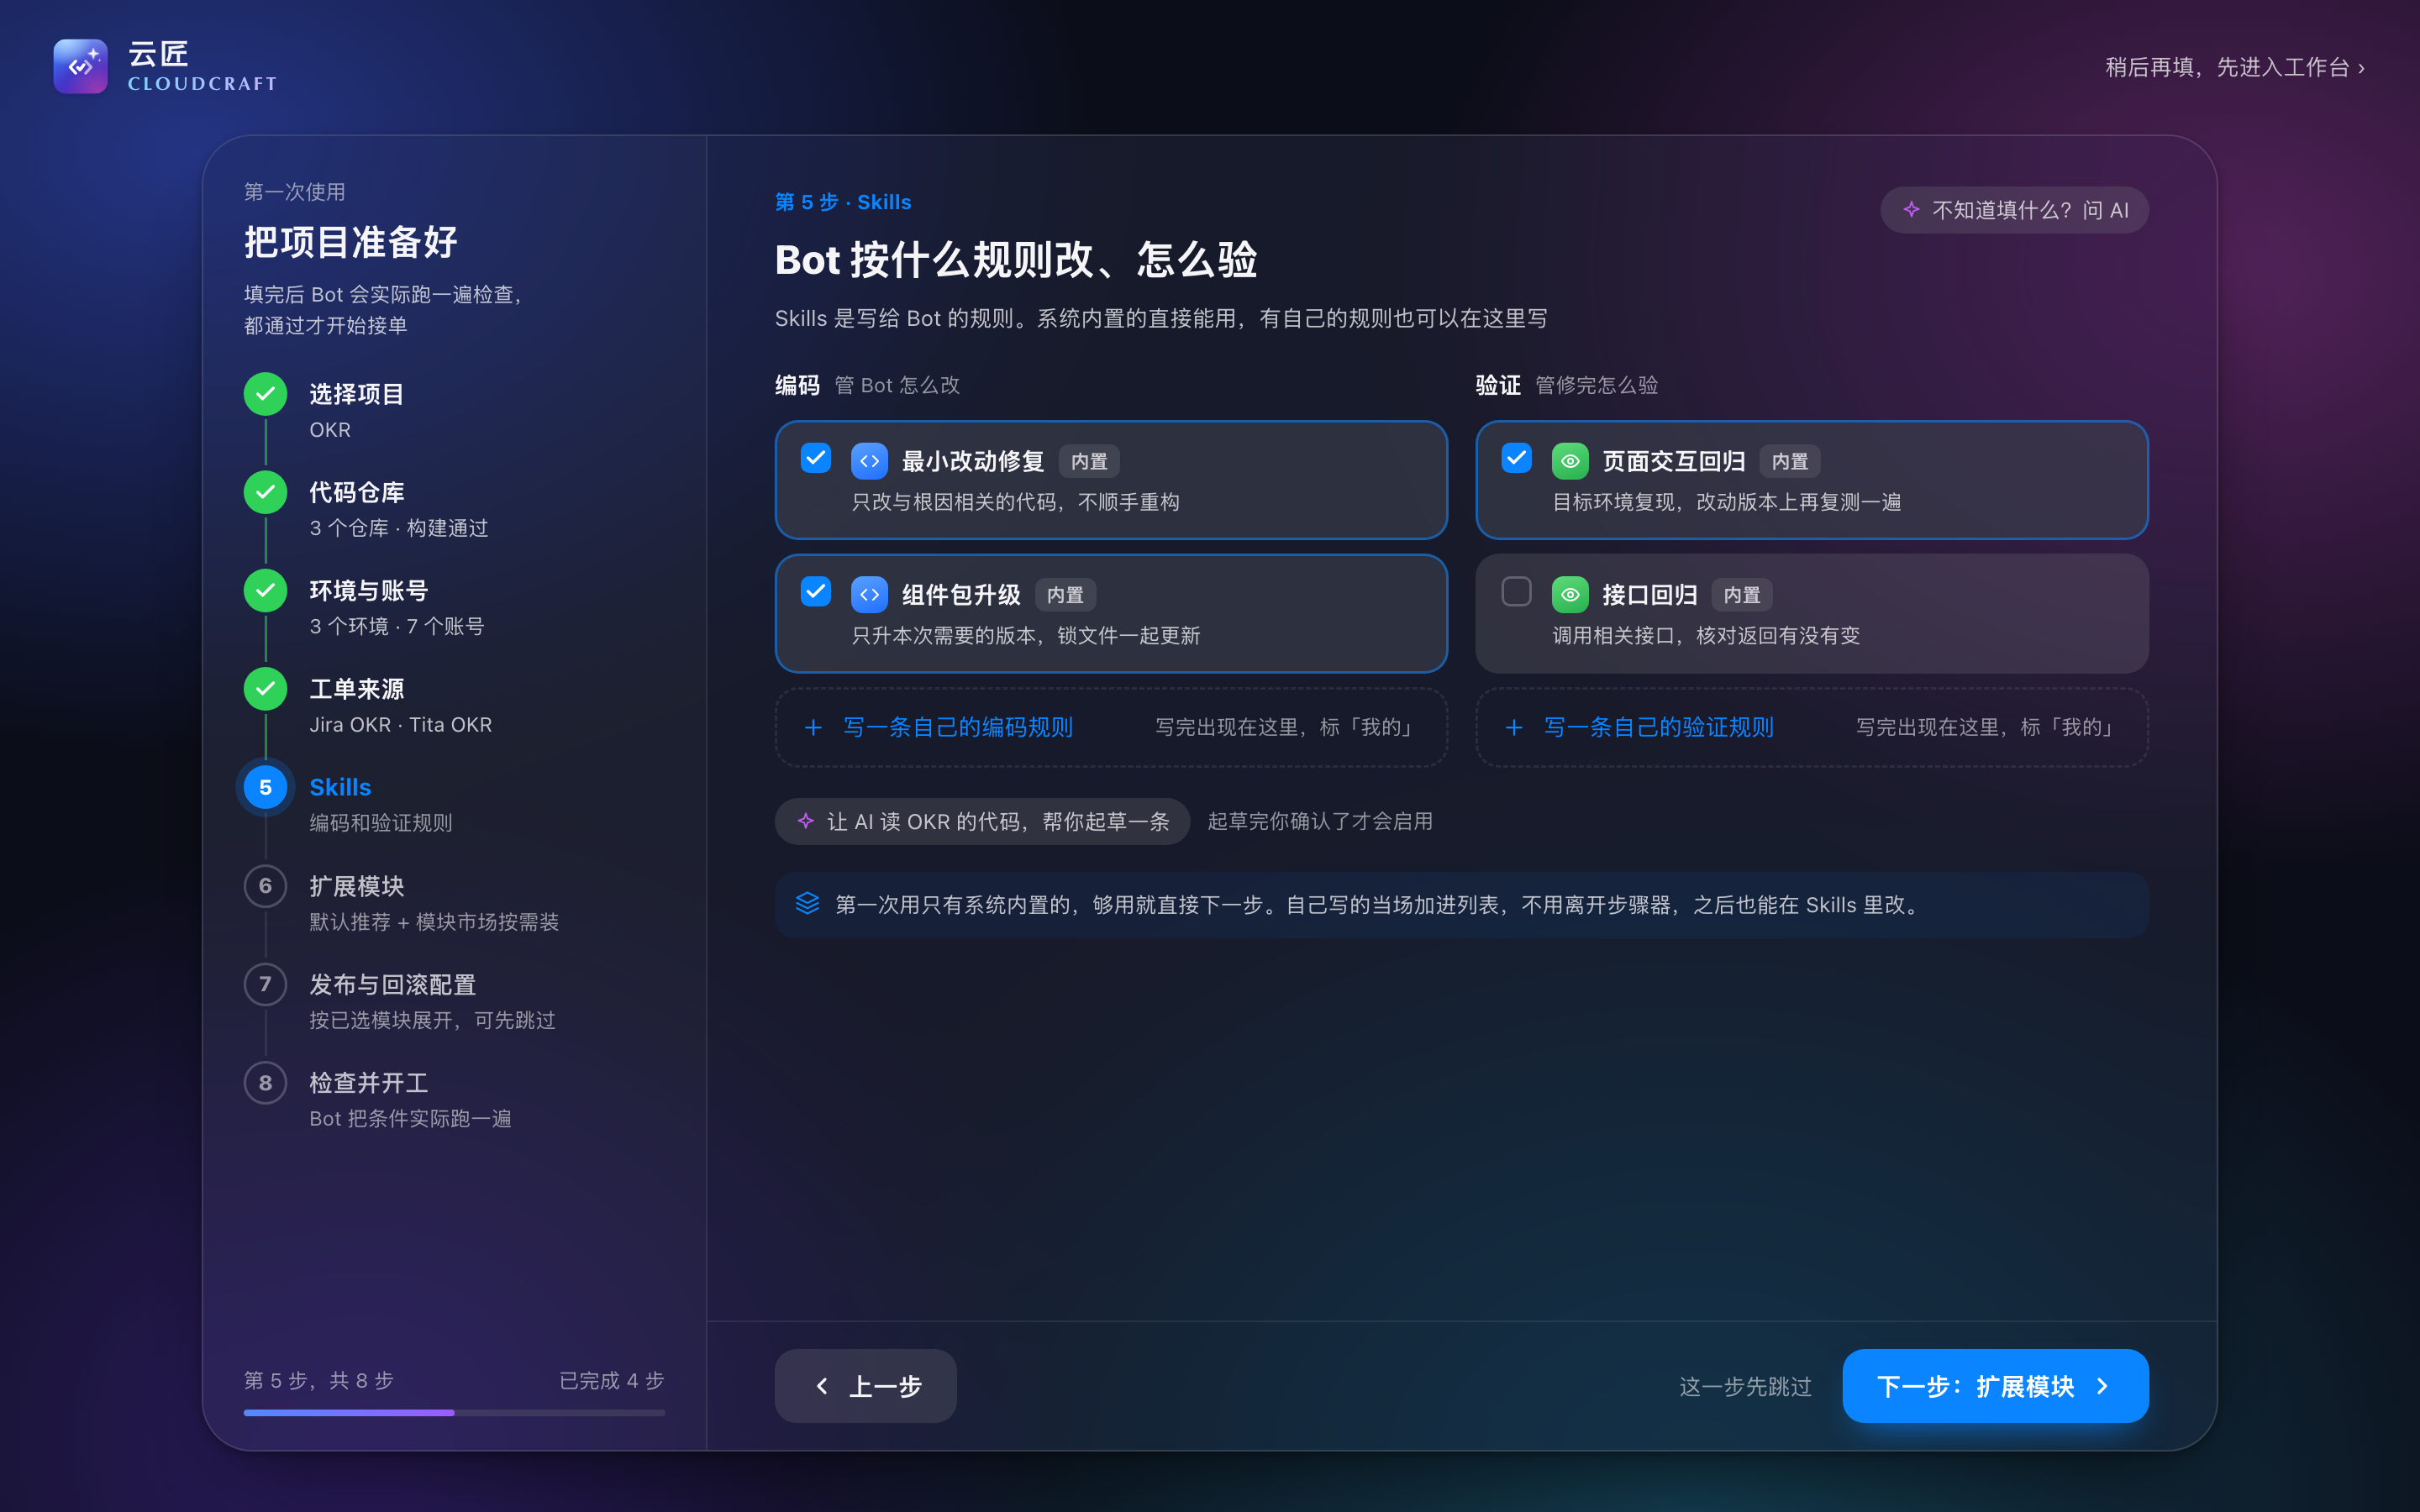 云匠
CLOUDCRAFT
稍后再填，先进入工作台 ›
第一次使用
把项目准备好
填完后 Bot 会实际跑一遍检查，
都通过才开始接单
选择项目
OKR
代码仓库
3 个仓库 · 构建通过
环境与账号
3 个环境 · 7 个账号
工单来源
Jira OKR · Tita OKR
5 Skills
编码和验证规则
6 扩展模块
默认推荐 + 模块市场按需装
7 发布与回滚配置
按已选模块展开，可先跳过
8 检查并开工
Bot 把条件实际跑一遍
第 5 步，共 8 步 已完成 4 步
第 5 步 · Skills
不知道填什么？问 AI
Bot 按什么规则改、怎么验
Skills 是写给 Bot 的规则。系统内置的直接能用，有自己的规则也可以在这里写
编码 管 Bot 怎么改
最小改动修复 内置
只改与根因相关的代码，不顺手重构
组件包升级 内置
只升本次需要的版本，锁文件一起更新
+ 写一条自己的编码规则 写完出现在这里，标「我的」
验证 管修完怎么验
页面交互回归 内置
目标环境复现，改动版本上再复测一遍
接口回归 内置
调用相关接口，核对返回有没有变
+ 写一条自己的验证规则 写完出现在这里，标「我的」
让 AI 读 OKR 的代码，帮你起草一条 起草完你确认了才会启用
第一次用只有系统内置的，够用就直接下一步。自己写的当场加进列表，不用离开步骤器，之后也能在 Skills 里改。
上一步
这一步先跳过
下一步：扩展模块